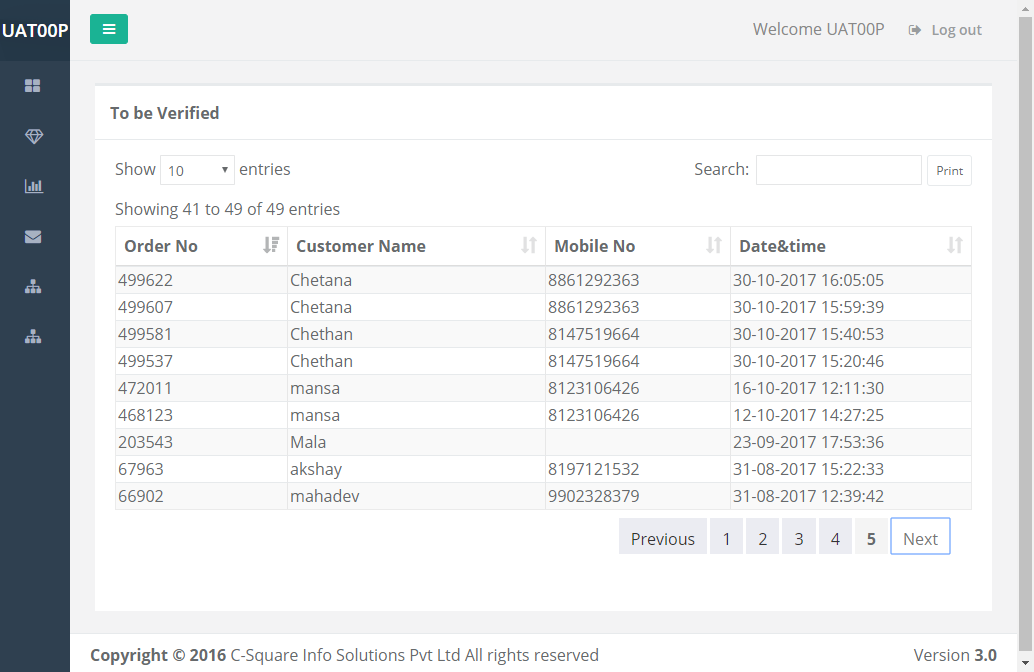 UAT00P
Welcome UAT00P Log out
To be Verified
Show 10 entries Search: Print
Showing 41 to 49 of 49 entries
Order No Customer Name Mobile No Date&time
499622 Chetana 8861292363 30-10-2017 16:05:05
499607 Chetana 8861292363 30-10-2017 15:59:39
499581 Chethan 8147519664 30-10-2017 15:40:53
499537 Chethan 8147519664 30-10-2017 15:20:46
472011 mansa 8123106426 16-10-2017 12:11:30
468123 mansa 8123106426 12-10-2017 14:27:25
203543 Mala 23-09-2017 17:53:36
67963 akshay 8197121532 31-08-2017 15:22:33
66902 mahadev 9902328379 31-08-2017 12:39:42
Previous 1 2 3 4 5 Next
Copyright © 2016 C-Square Info Solutions Pvt Ltd All rights reserved Version 3.0